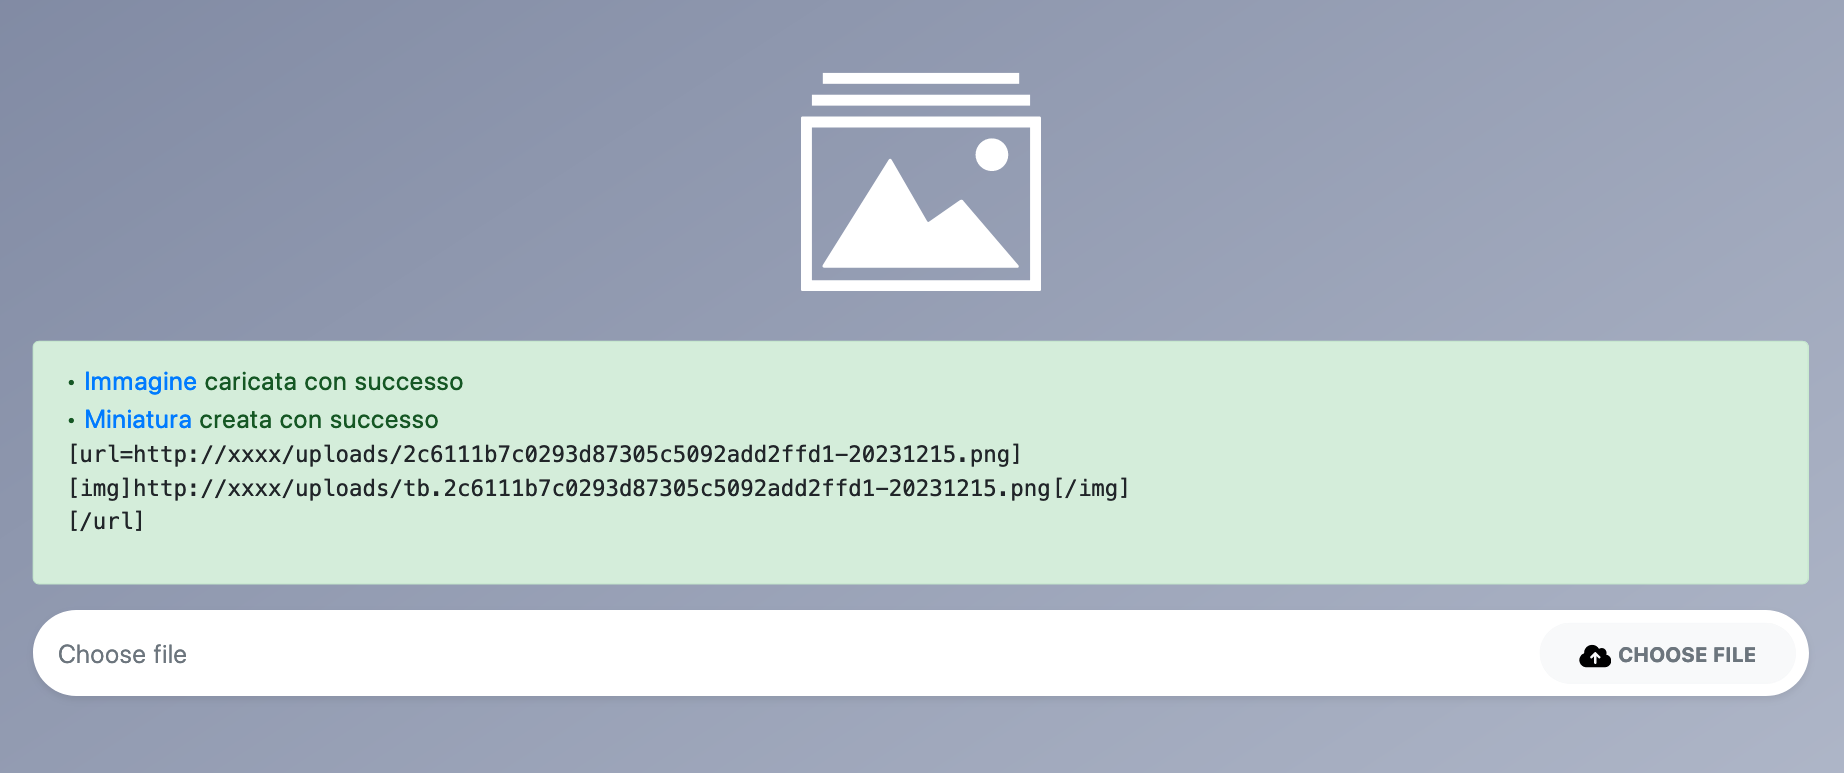 • Immagine caricata con successo
• Miniatura creata con successo
[url=http://xxxx/uploads/2c6111b7c0293d87305c5092add2ffd1-20231215.png]
[img]http://xxxx/uploads/tb.2c6111b7c0293d87305c5092add2ffd1-20231215.png[/img]
[/url]
Choose file
CHOOSE FILE